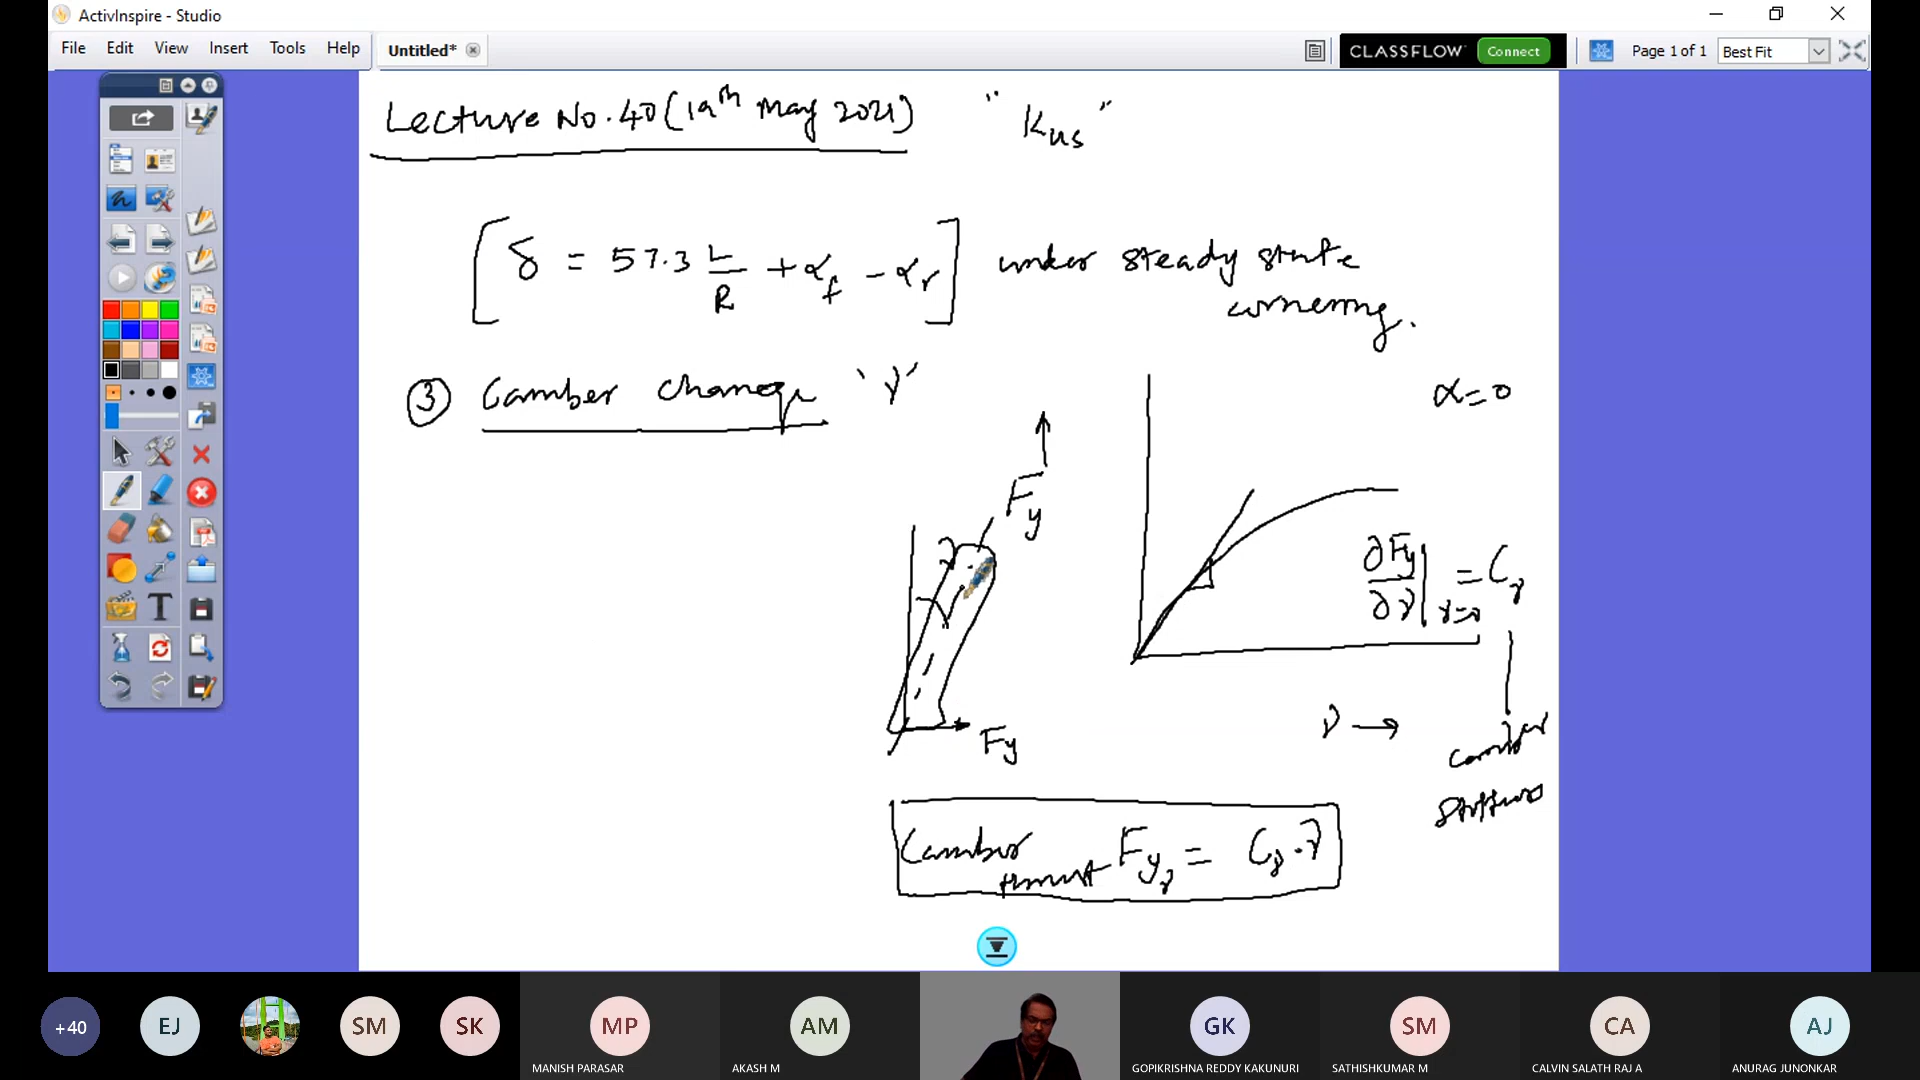 ActivInspire - Studio
File Edit View Insert Tools Help
Untitled*
CLASSFLOW Connect
Page 1 of 1 Best Fit
Lecture No. 40 (19th May 2021) "Kus"
[δ = 57.3 L/R + αf - αr] under steady state
cornering.
③ Camber change 'γ'
α=0
Fy
γ
∂Fy/∂γ|γ=0 = Cγ
Fy
γ →
camber
stiffness
Camber
thrust Fyγ = Cγ.γ
+40
EJ
SM
SK
MP
AM
GK
SM
CA
AJ
MANISH PARASAR
AKASH M
GOPIKRISHNA REDDY KAKUNURI
SATHISHKUMAR M
CALVIN SALATH RAJ A
ANURAG JUNONKAR